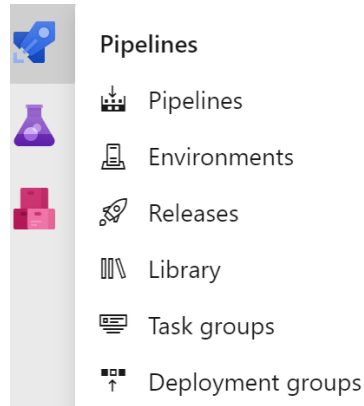 Pipelines
Pipelines
Environments
Releases
Library
Task groups
Deployment groups